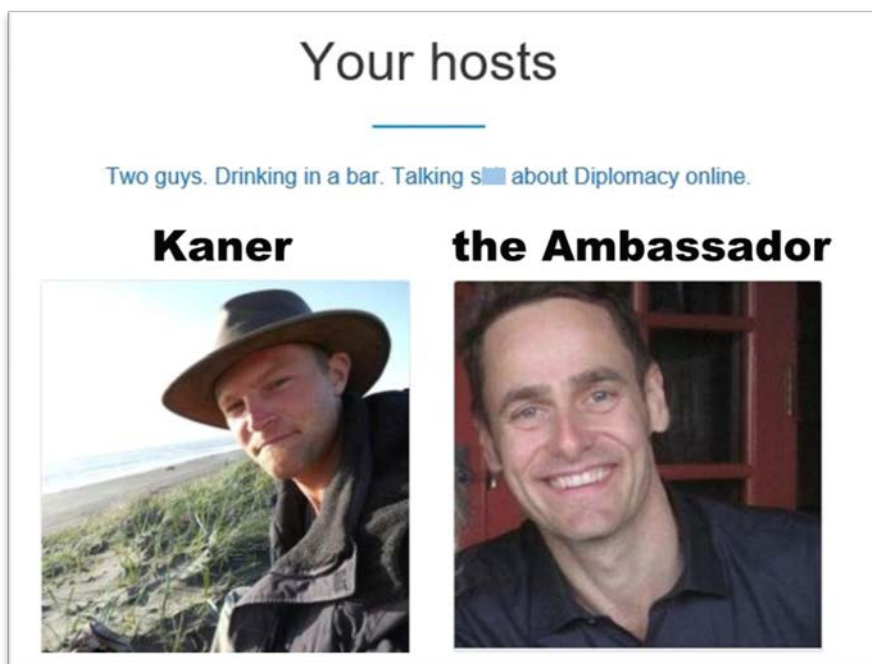 Your hosts
Two guys. Drinking in a bar. Talking s about Diplomacy online.
Kaner
the Ambassador